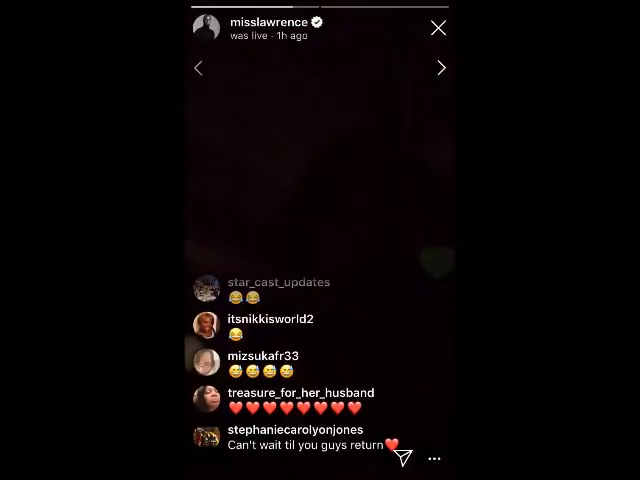 misslawrence
was live · 1h ago
star_cast_updates
😂😂
itsnikkisworld2
😂
mizsukafr33
😅😅😅😅
treasure_for_her_husband
❤️❤️❤️❤️❤️❤️❤️❤️
stephaniecarolyonjones
Can't wait til you guys return❤️